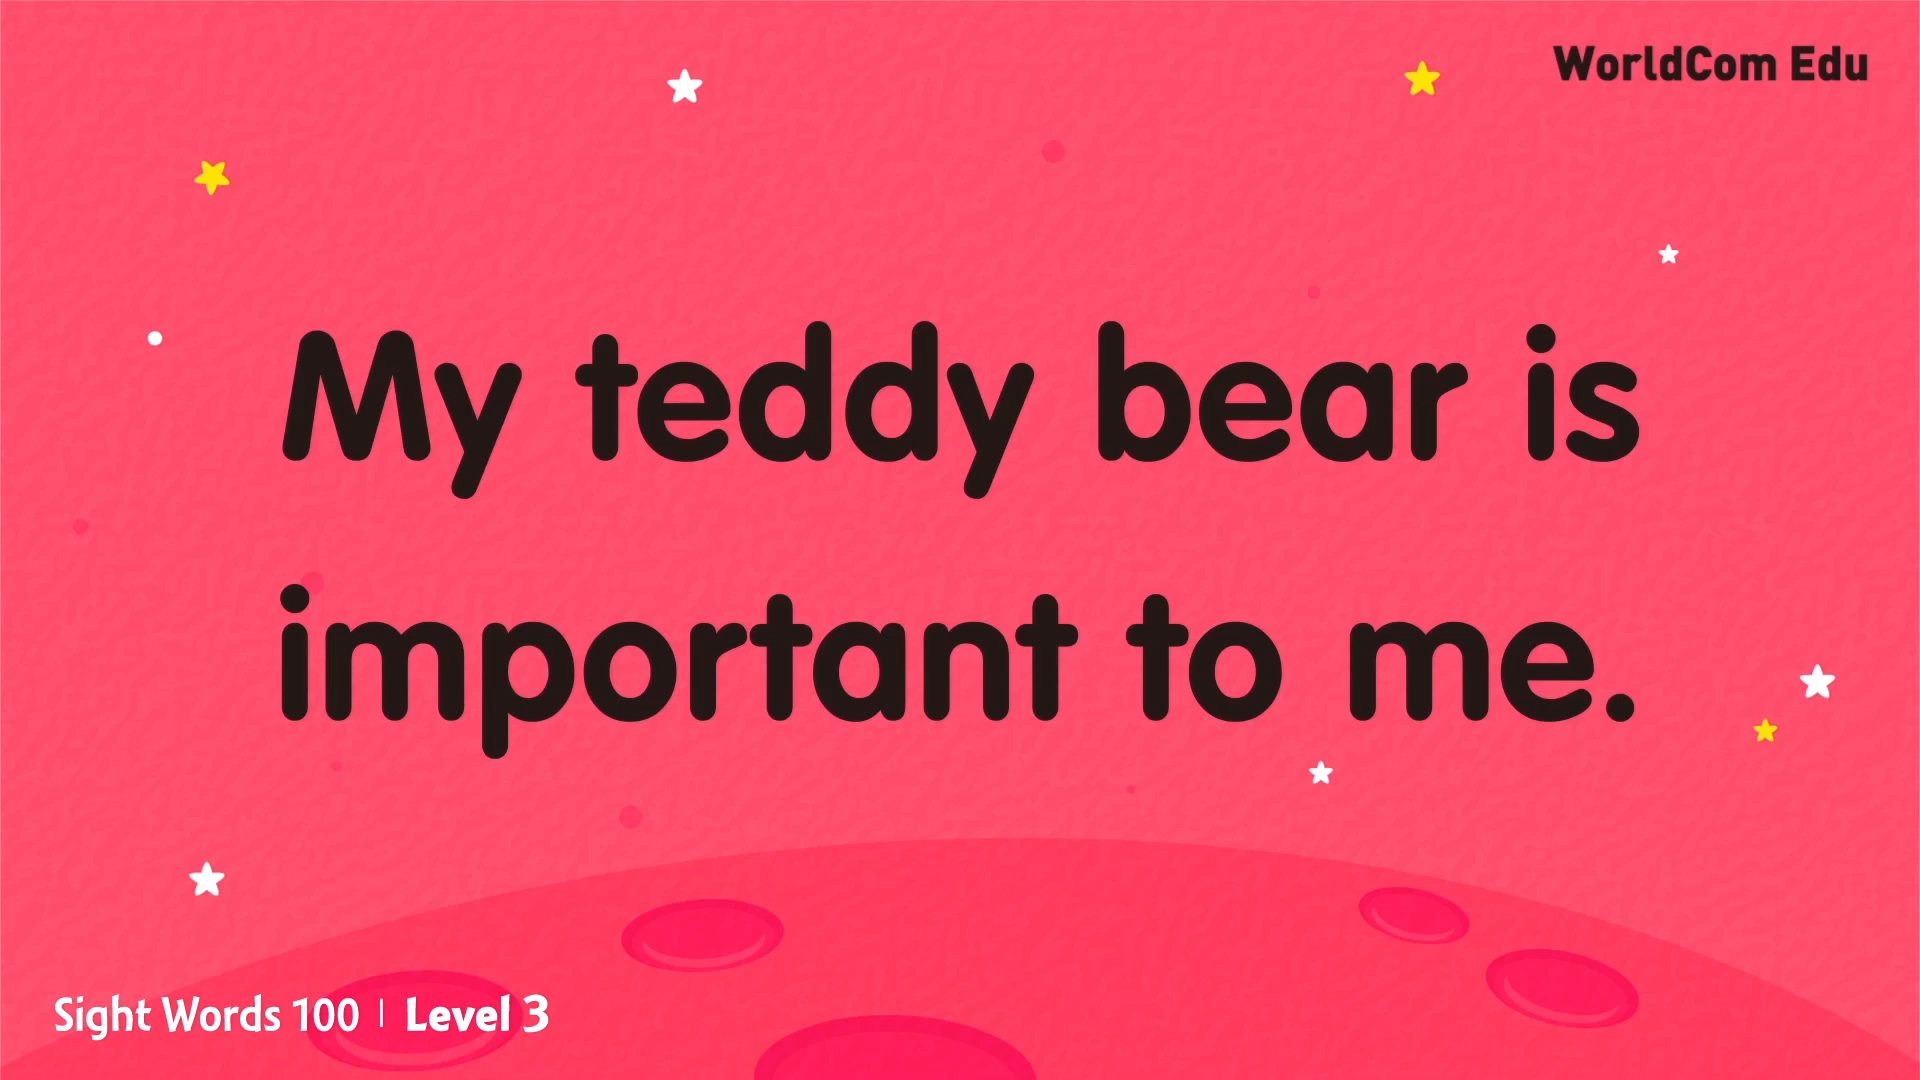 WorldCom Edu
My teddy bear is
important to me.
Sight Words 100 | Level 3